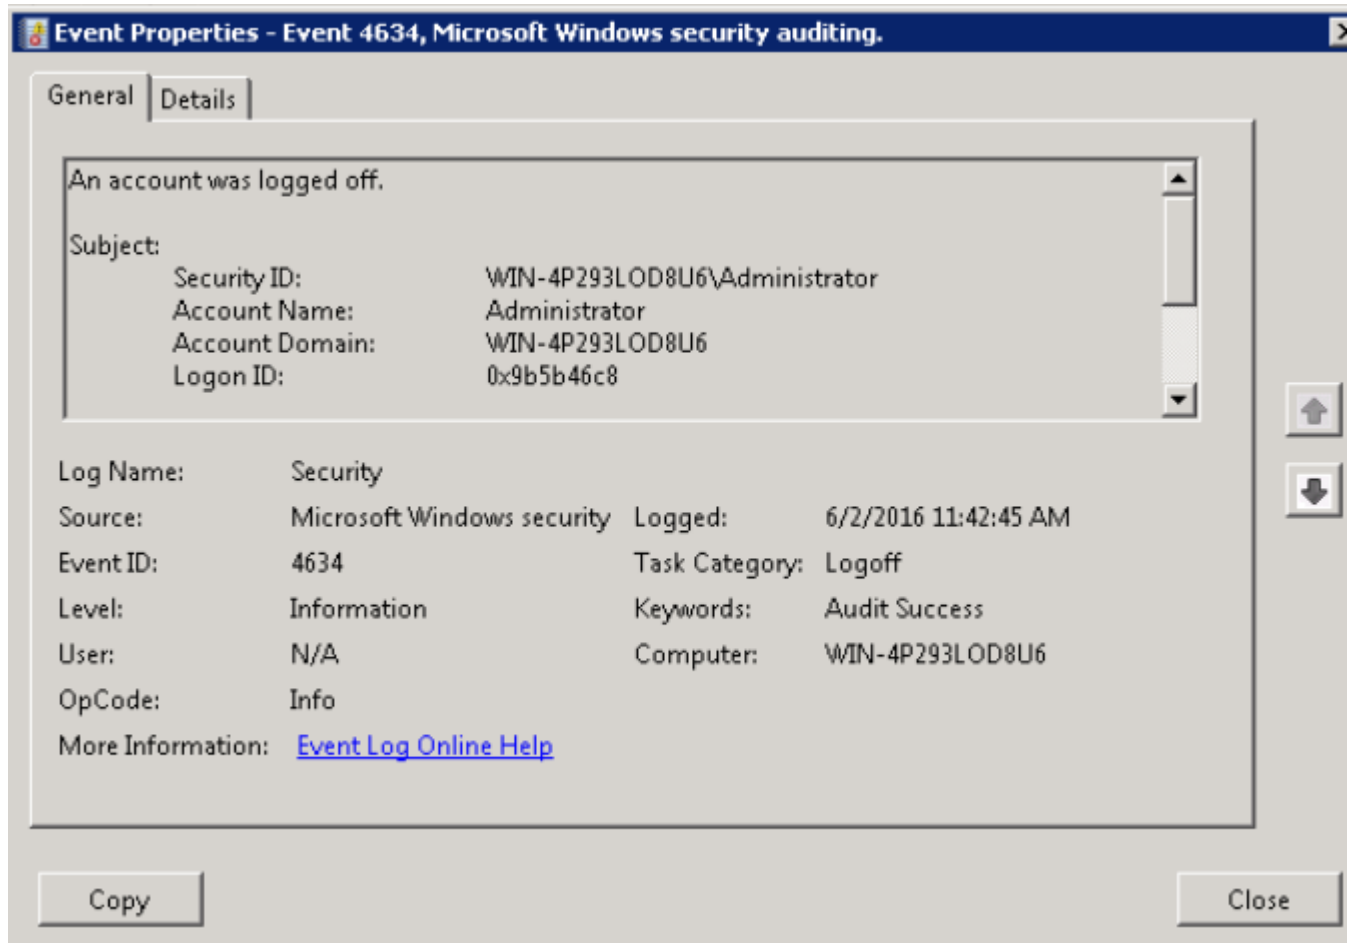 Event Properties - Event 4634, Microsoft Windows security auditing.
General Details
An account was logged off.
Subject:
Security ID: WIN-4P293LOD8U6\Administrator
Account Name: Administrator
Account Domain: WIN-4P293LOD8U6
Logon ID: 0x9b5b46c8
Log Name: Security
Source: Microsoft Windows security Logged: 6/2/2016 11:42:45 AM
Event ID: 4634 Task Category: Logoff
Level: Information Keywords: Audit Success
User: N/A Computer: WIN-4P293LOD8U6
OpCode: Info
More Information: Event Log Online Help
Copy Close